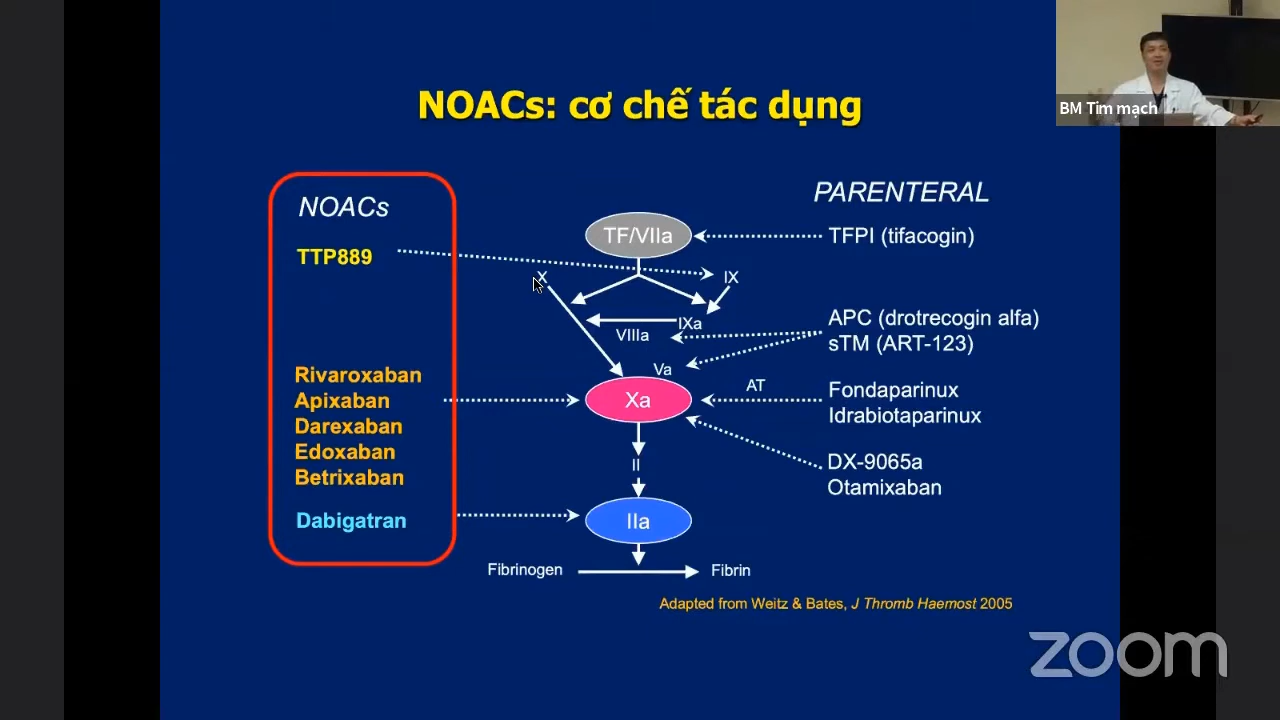 NOACs: cơ chế tác dụng
BM Tim mạch
NOACs
TTP889
Rivaroxaban
Apixaban
Darexaban
Edoxaban
Betrixaban
Dabigatran
TF/VIIa
X
IX
IXa
VIIIa
Va
Xa
AT
II
IIa
Fibrinogen
Fibrin
PARENTERAL
TFPI (tifacogin)
APC (drotrecogin alfa)
sTM (ART-123)
Fondaparinux
Idrabiotaparinux
DX-9065a
Otamixaban
Adapted from Weitz & Bates, J Thromb Haemost 2005
zoom